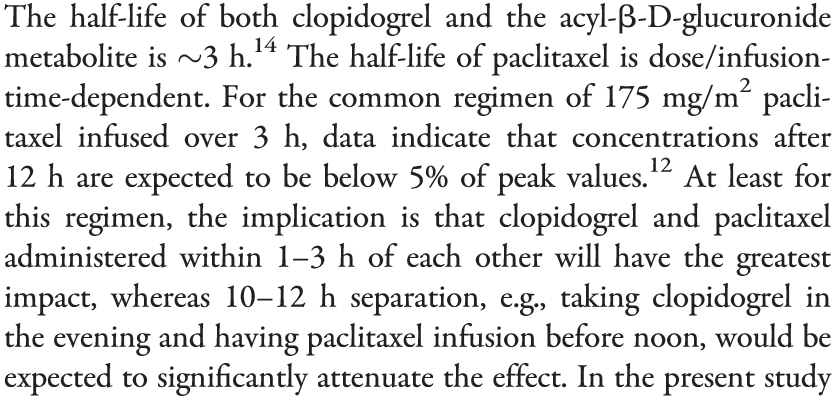 The half-life of both clopidogrel and the acyl-β-D-glucuronide
metabolite is ~3 h.14 The half-life of paclitaxel is dose/infusion-
time-dependent. For the common regimen of 175 mg/m2 pacli-
taxel infused over 3 h, data indicate that concentrations after
12 h are expected to be below 5% of peak values.12 At least for
this regimen, the implication is that clopidogrel and paclitaxel
administered within 1–3 h of each other will have the greatest
impact, whereas 10–12 h separation, e.g., taking clopidogrel in
the evening and having paclitaxel infusion before noon, would be
expected to significantly attenuate the effect. In the present study